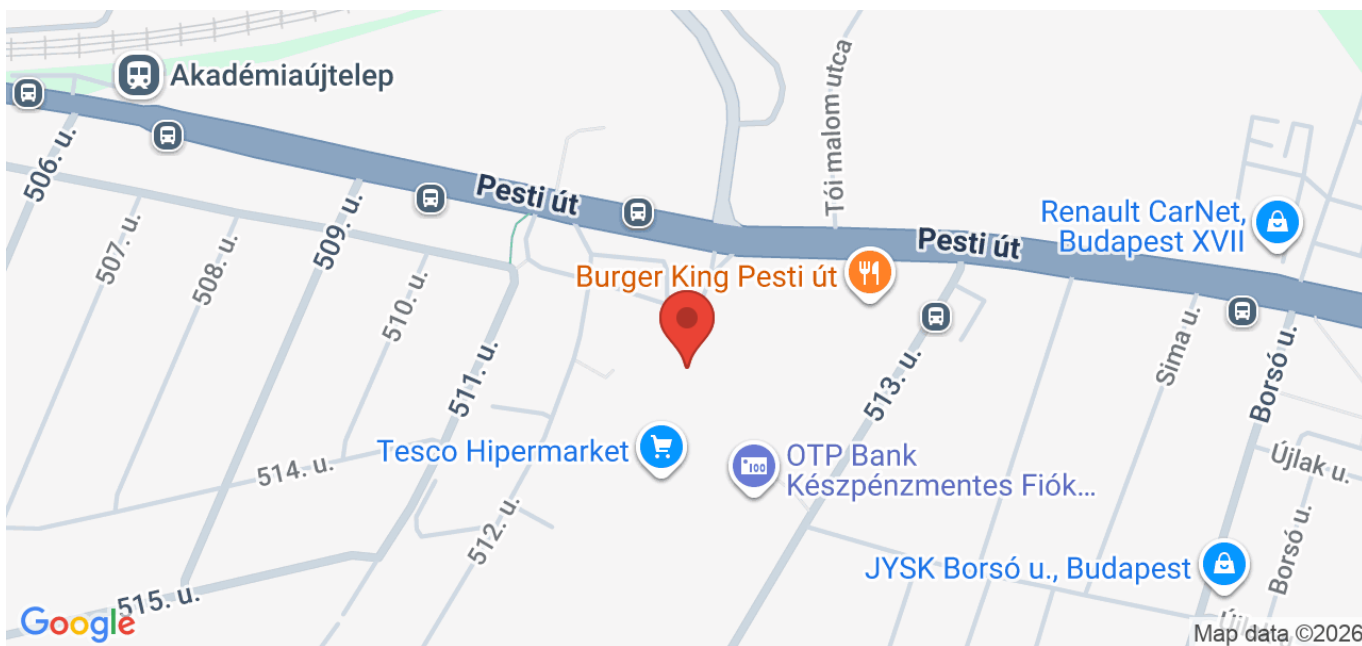 Akadémiaújtelep
506. u.
507. u.
508. u.
509. u.
510. u.
511. u.
Pesti út
Tói malom utca
Burger King Pesti út
Pesti út
Renault CarNet,
Budapest XVII
513. u.
Sima u.
Borsó u.
Tesco Hipermarket
OTP Bank
Készpénzmentes Fiók...
514. u.
512. u.
Újlak u.
Borsó u.
JYSK Borsó u., Budapest
515. u.
Google
Map data ©2026